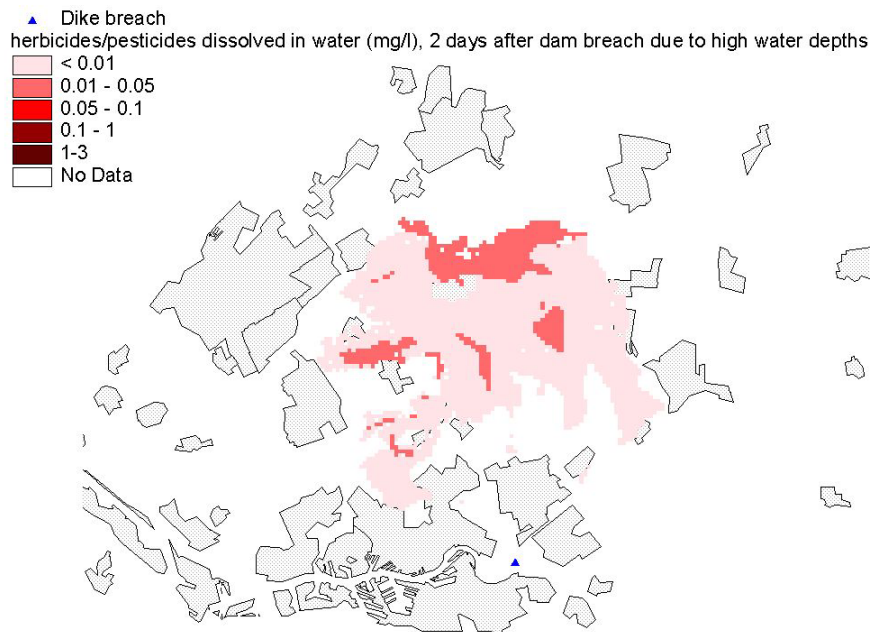 Dike breach
herbicides/pesticides dissolved in water (mg/l), 2 days after dam breach due to high water depths
< 0.01
0.01 - 0.05
0.05 - 0.1
0.1 - 1
1-3
No Data